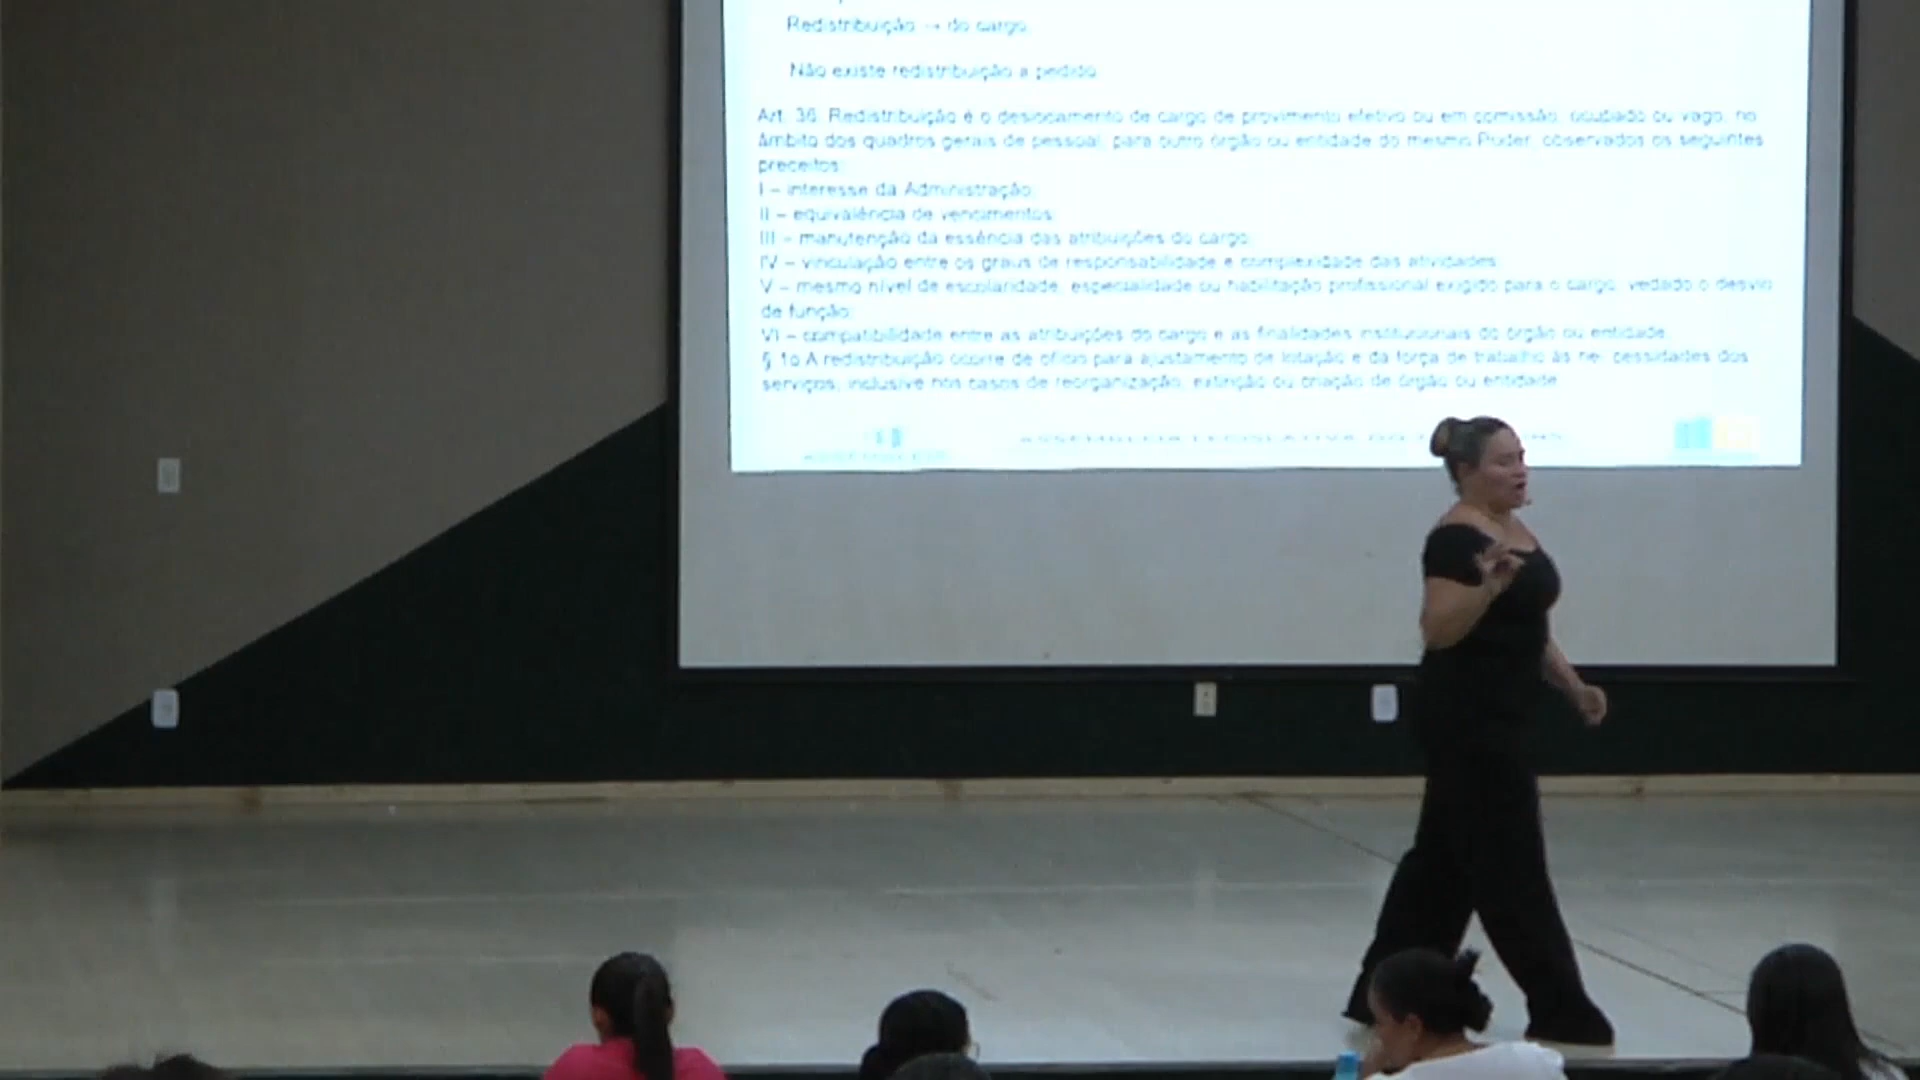 Redistribuição → do cargo.
Não existe redistribuição a pedido
Art. 36. Redistribuição é o deslocamento de cargo de provimento efetivo ou em comissão, ocupado ou vago, no
âmbito dos quadros gerais de pessoal, para outro órgão ou entidade do mesmo Poder, observados os seguintes
preceitos:
I – interesse da Administração;
II – equivalência de vencimentos;
III – manutenção da essência das atribuições do cargo;
IV – vinculação entre os graus de responsabilidade e complexidade das atividades;
V – mesmo nível de escolaridade, especialidade ou habilitação profissional exigido para o cargo, vedado o desvio
de função;
VI – compatibilidade entre as atribuições do cargo e as finalidades institucionais do órgão ou entidade.
§ 1o A redistribuição ocorre de ofício para ajustamento de lotação e da força de trabalho às ne- cessidades dos
serviços, inclusive nos casos de reorganização, extinção ou criação de órgão ou entidade.
ASSEMBLEIA LEGISLATIVA